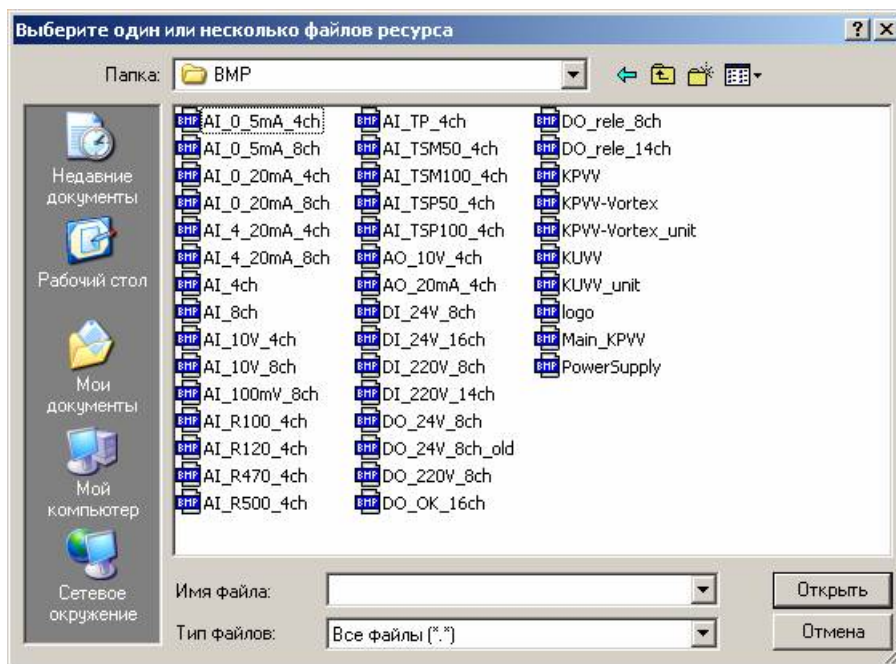 Выберите один или несколько файлов ресурса
Папка:
BMP
Недавние
документы
Рабочий стол
Мои
документы
Мой
компьютер
Сетевое
окружение
AI_0_5mA_4ch
AI_0_5mA_8ch
AI_0_20mA_4ch
AI_0_20mA_8ch
AI_4_20mA_4ch
AI_4_20mA_8ch
AI_4ch
AI_8ch
AI_10V_4ch
AI_10V_8ch
AI_100mV_8ch
AI_R100_4ch
AI_R120_4ch
AI_R470_4ch
AI_R500_4ch
AI_TP_4ch
AI_TSM50_4ch
AI_TSM100_4ch
AI_TSP50_4ch
AI_TSP100_4ch
AO_10V_4ch
AO_20mA_4ch
DI_24V_8ch
DI_24V_16ch
DI_220V_8ch
DI_220V_14ch
DO_24V_8ch
DO_24V_8ch_old
DO_220V_8ch
DO_OK_16ch
DO_rele_8ch
DO_rele_14ch
KPVV
KPVV-Vortex
KPVV-Vortex_unit
KUVV
KUVV_unit
logo
Main_KPVV
PowerSupply
Имя файла:
Открыть
Тип файлов:
Все файлы (*.*)
Отмена